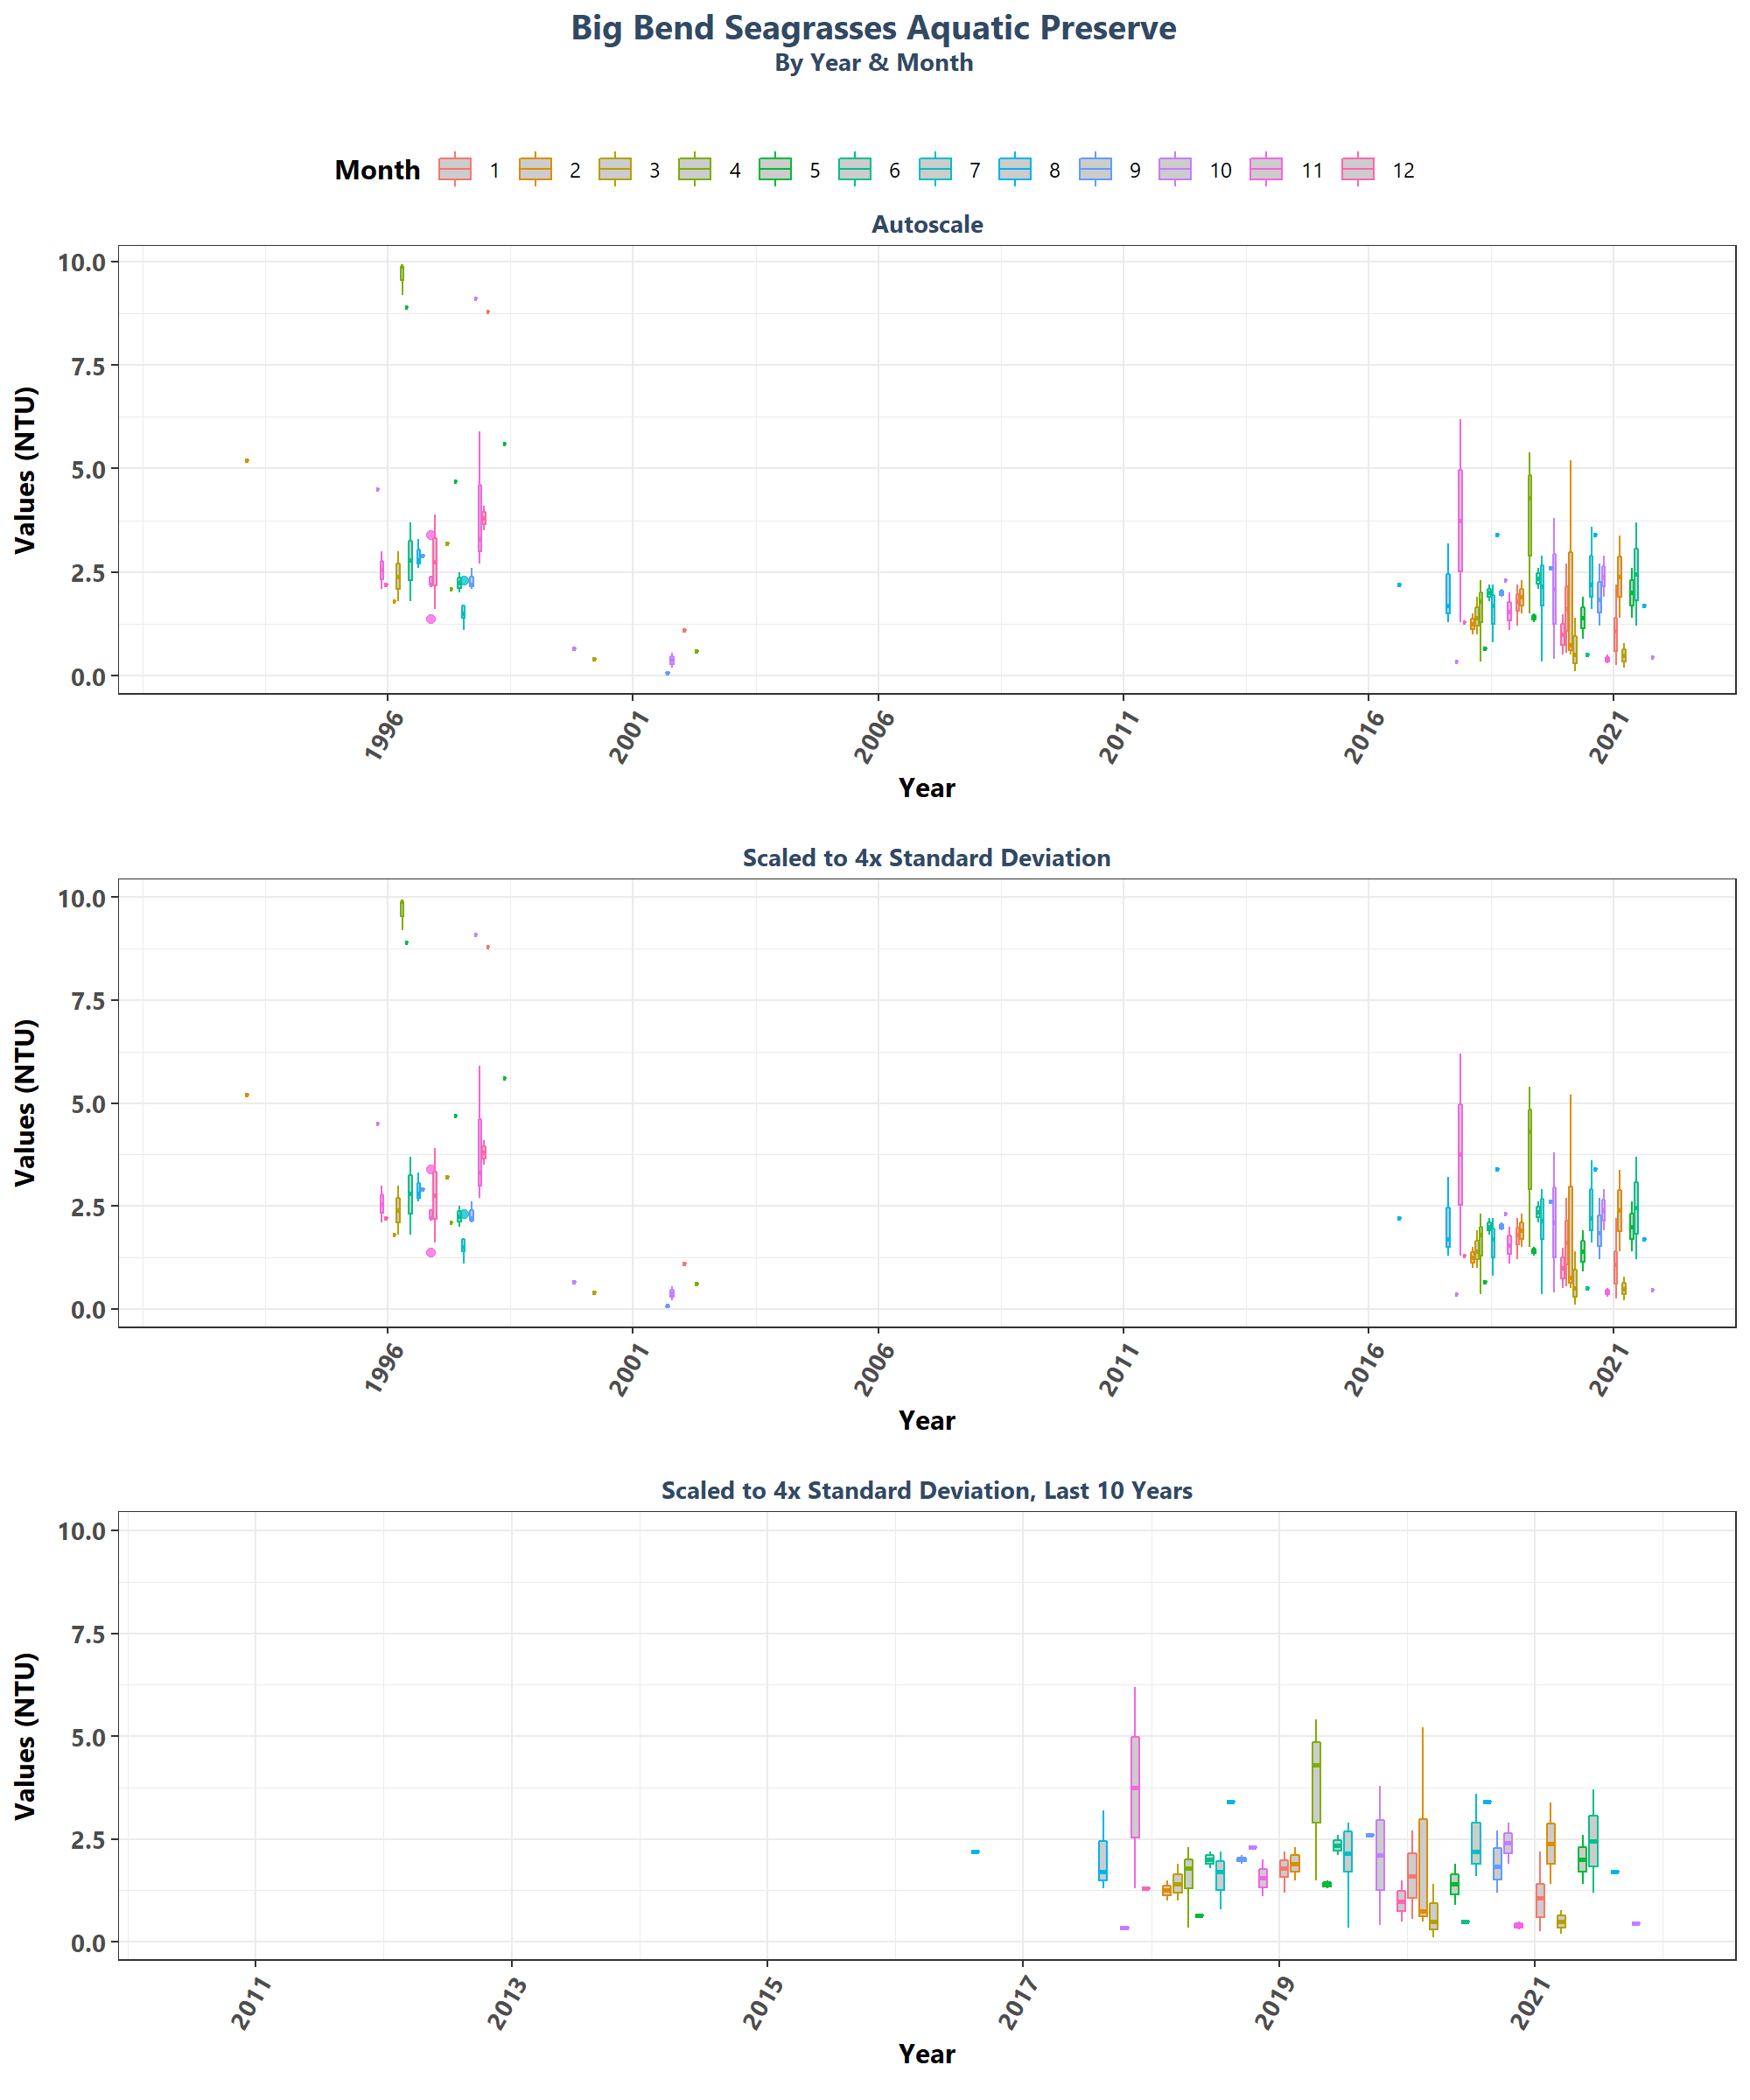 Big Bend Seagrasses Aquatic Preserve
By Year & Month
Month 1 2 3 4 5 6 7 8 9 10 11 12
Autoscale
Values (NTU)
10.0
7.5
5.0
2.5
0.0
1996 2001 2006 2011 2016 2021
Year
Scaled to 4x Standard Deviation
Values (NTU)
10.0
7.5
5.0
2.5
0.0
1996 2001 2006 2011 2016 2021
Year
Scaled to 4x Standard Deviation, Last 10 Years
Values (NTU)
10.0
7.5
5.0
2.5
0.0
2011 2013 2015 2017 2019 2021
Year